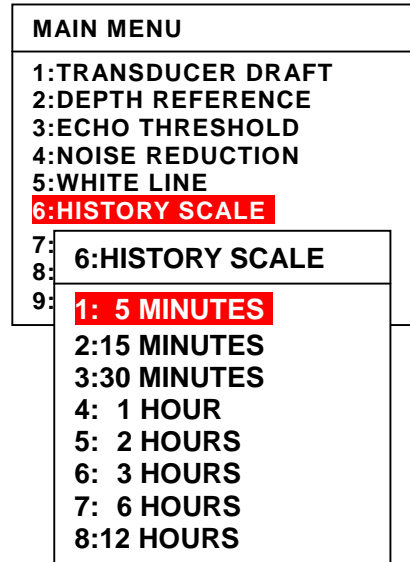 MAIN MENU
1:TRANSDUCER DRAFT
2:DEPTH REFERENCE
3:ECHO THRESHOLD
4:NOISE REDUCTION
5:WHITE LINE
6:HISTORY SCALE
7:
8:
9:
6:HISTORY SCALE
1: 5 MINUTES
2:15 MINUTES
3:30 MINUTES
4: 1 HOUR
5: 2 HOURS
6: 3 HOURS
7: 6 HOURS
8:12 HOURS